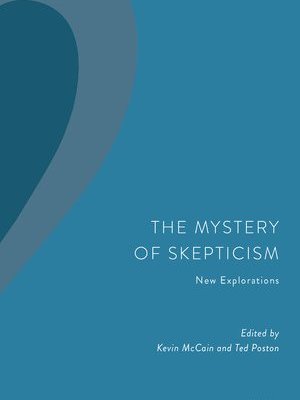 THE MYSTERY
OF SKEPTICISM
New Explorations
Edited by
Kevin McCain and Ted Poston